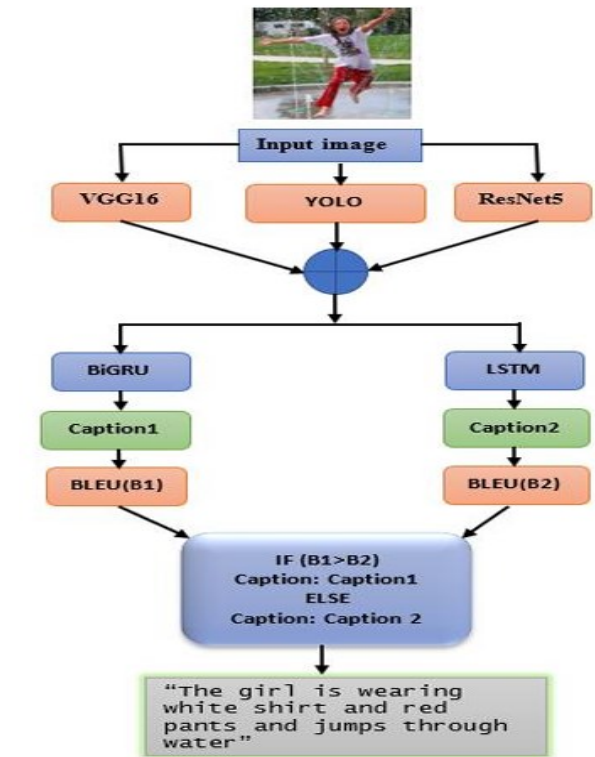 Input image
VGG16
YOLO
ResNet5
BiGRU
LSTM
Caption1
Caption2
BLEU(B1)
BLEU(B2)
IF (B1>B2)
Caption: Caption1
ELSE
Caption: Caption 2
“The girl is wearing
white shirt and red
pants and jumps through
water”